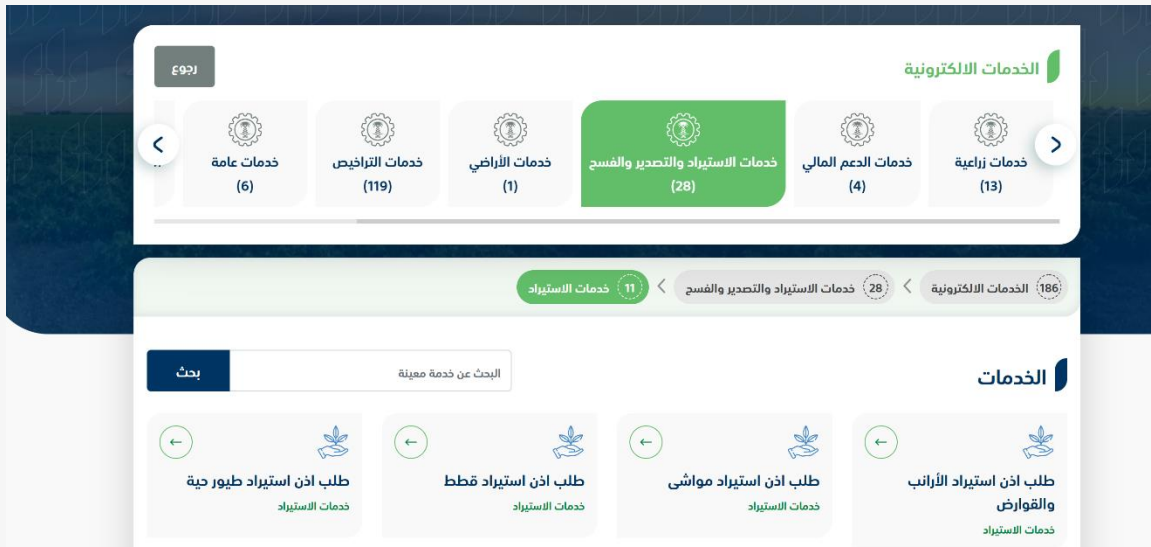 الخدمات الالكترونية
رجوع
خدمات زراعية
(13)
خدمات الدعم المالي
(4)
خدمات الاستيراد والتصدير والفسح
(28)
خدمات الأراضي
(1)
خدمات التراخيص
(119)
خدمات عامة
(6)
186 الخدمات الالكترونية
28 خدمات الاستيراد والتصدير والفسح
11 خدمات الاستيراد
الخدمات
البحث عن خدمة معينة
بحث
طلب اذن استيراد الأرانب
والقوارض
خدمات الاستيراد
طلب اذن استيراد مواشى
خدمات الاستيراد
طلب اذن استيراد قطط
خدمات الاستيراد
طلب اذن استيراد طيور حية
خدمات الاستيراد